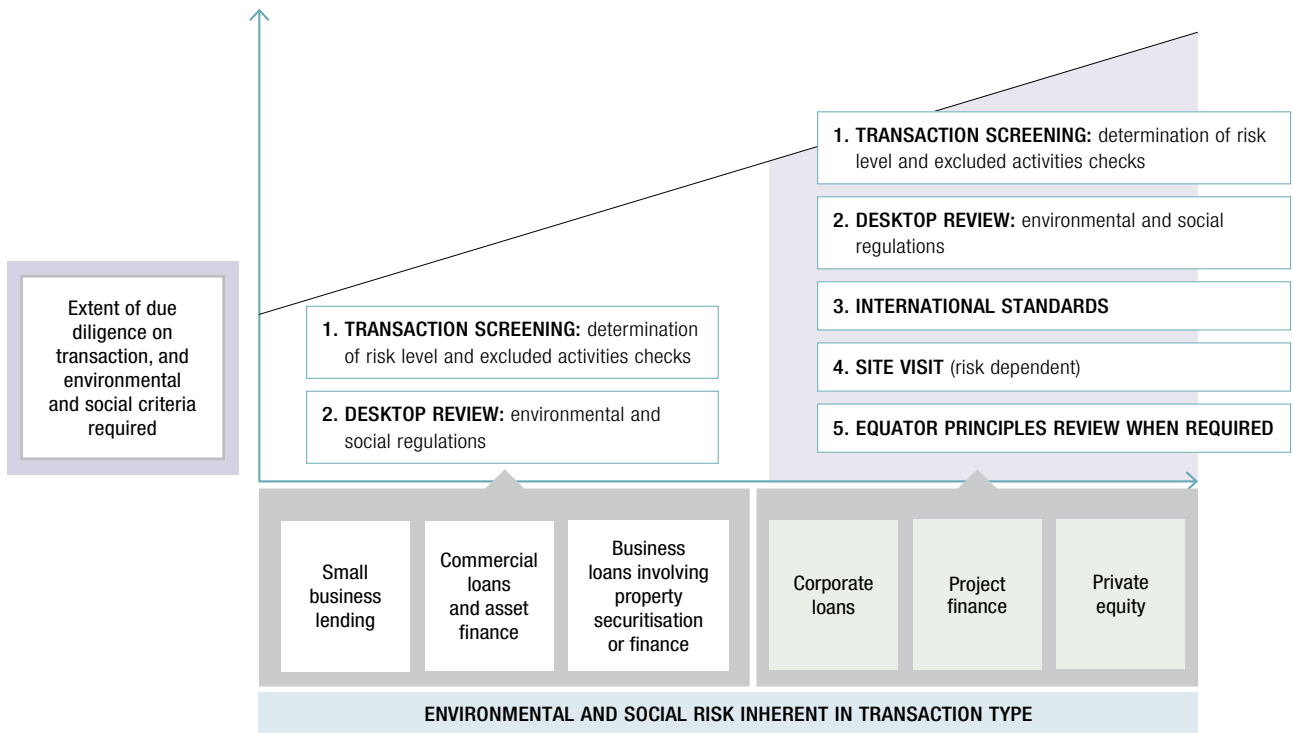 Extent of due
diligence on
transaction, and
environmental
and social criteria
required
1. TRANSACTION SCREENING: determination
of risk level and excluded activities checks
2. DESKTOP REVIEW: environmental and
social regulations
1. TRANSACTION SCREENING: determination of risk
level and excluded activities checks
2. DESKTOP REVIEW: environmental and social
regulations
3. INTERNATIONAL STANDARDS
4. SITE VISIT (risk dependent)
5. EQUATOR PRINCIPLES REVIEW WHEN REQUIRED
Small
business
lending
Commercial
loans
and asset
finance
Business
loans involving
property
securitisation
or finance
Corporate
loans
Project
finance
Private
equity
ENVIRONMENTAL AND SOCIAL RISK INHERENT IN TRANSACTION TYPE